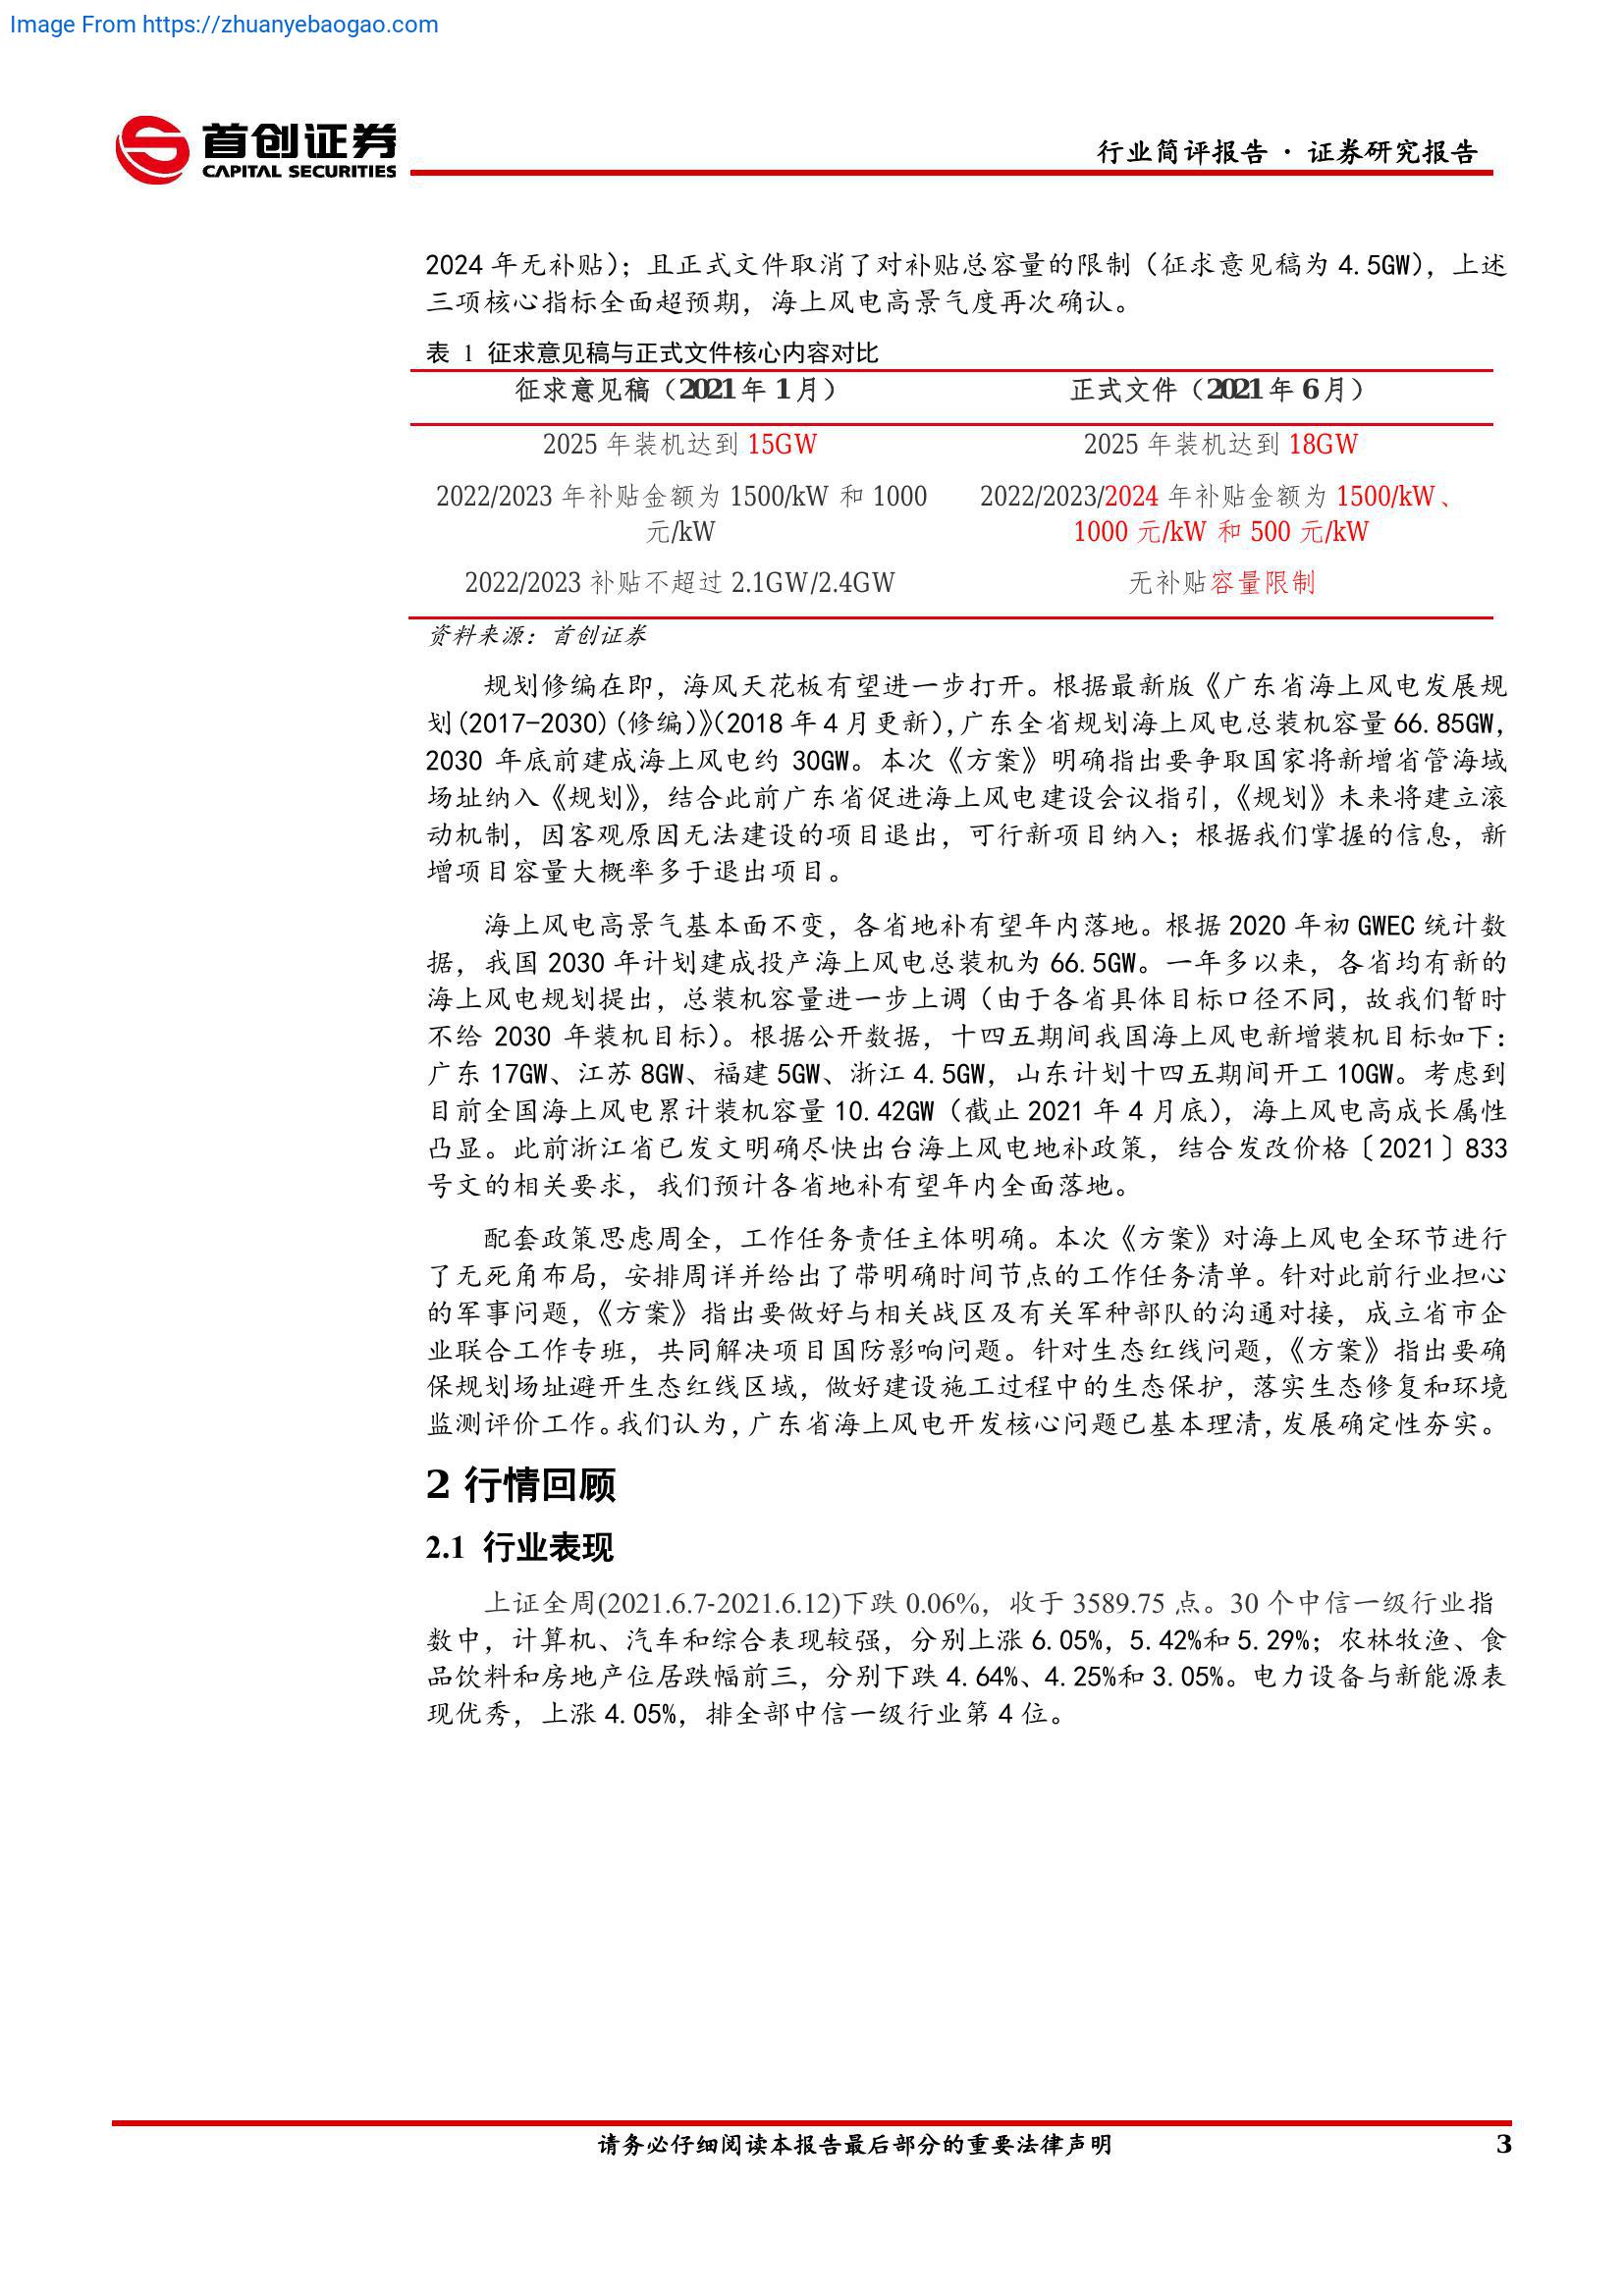 Image From https://zhuanyebaogao.com
首创证券
CAPITAL SECURITIES
行业简评报告 · 证券研究报告
2024 年无补贴）；且正式文件取消了对补贴总容量的限制（征求意见稿为 4.5GW），上述
三项核心指标全面超预期，海上风电高景气度再次确认。
表 1 征求意见稿与正式文件核心内容对比
征求意见稿（2021 年 1 月） 正式文件（2021 年 6 月）
2025 年装机达到 15GW 2025 年装机达到 18GW
2022/2023 年补贴金额为 1500/kW 和 1000 2022/2023/2024 年补贴金额为 1500/kW、
元/kW 1000 元/kW 和 500 元/kW
2022/2023 补贴不超过 2.1GW/2.4GW 无补贴容量限制
资料来源：首创证券
规划修编在即，海风天花板有望进一步打开。根据最新版《广东省海上风电发展规
划(2017-2030)(修编)》（2018 年 4 月更新），广东全省规划海上风电总装机容量 66.85GW，
2030 年底前建成海上风电约 30GW。本次《方案》明确指出要争取国家将新增省管海域
场址纳入《规划》，结合此前广东省促进海上风电建设会议指引，《规划》未来将建立滚
动机制，因客观原因无法建设的项目退出，可行新项目纳入；根据我们掌握的信息，新
增项目容量大概率多于退出项目。
海上风电高景气基本面不变，各省地补有望年内落地。根据 2020 年初 GWEC 统计数
据，我国 2030 年计划建成投产海上风电总装机为 66.5GW。一年多以来，各省均有新的
海上风电规划提出，总装机容量进一步上调（由于各省具体目标口径不同，故我们暂时
不给 2030 年装机目标）。根据公开数据，十四五期间我国海上风电新增装机目标如下：
广东 17GW、江苏 8GW、福建 5GW、浙江 4.5GW，山东计划十四五期间开工 10GW。考虑到
目前全国海上风电累计装机容量 10.42GW（截止 2021 年 4 月底），海上风电高成长属性
凸显。此前浙江省已发文明确尽快出台海上风电地补政策，结合发改价格〔2021〕833
号文的相关要求，我们预计各省地补有望年内全面落地。
配套政策思虑周全，工作任务责任主体明确。本次《方案》对海上风电全环节进行
了无死角布局，安排周详并给出了带明确时间节点的工作任务清单。针对此前行业担心
的军事问题，《方案》指出要做好与相关战区及有关军种部队的沟通对接，成立省市企
业联合工作专班，共同解决项目国防影响问题。针对生态红线问题，《方案》指出要确
保规划场址避开生态红线区域，做好建设施工过程中的生态保护，落实生态修复和环境
监测评价工作。我们认为，广东省海上风电开发核心问题已基本理清，发展确定性夯实。
2 行情回顾
2.1 行业表现
上证全周(2021.6.7-2021.6.12)下跌 0.06%，收于 3589.75 点。30 个中信一级行业指
数中，计算机、汽车和综合表现较强，分别上涨 6.05%，5.42%和 5.29%；农林牧渔、食
品饮料和房地产位居跌幅前三，分别下跌 4.64%、4.25%和 3.05%。电力设备与新能源表
现优秀，上涨 4.05%，排全部中信一级行业第 4 位。
请务必仔细阅读本报告最后部分的重要法律声明 3